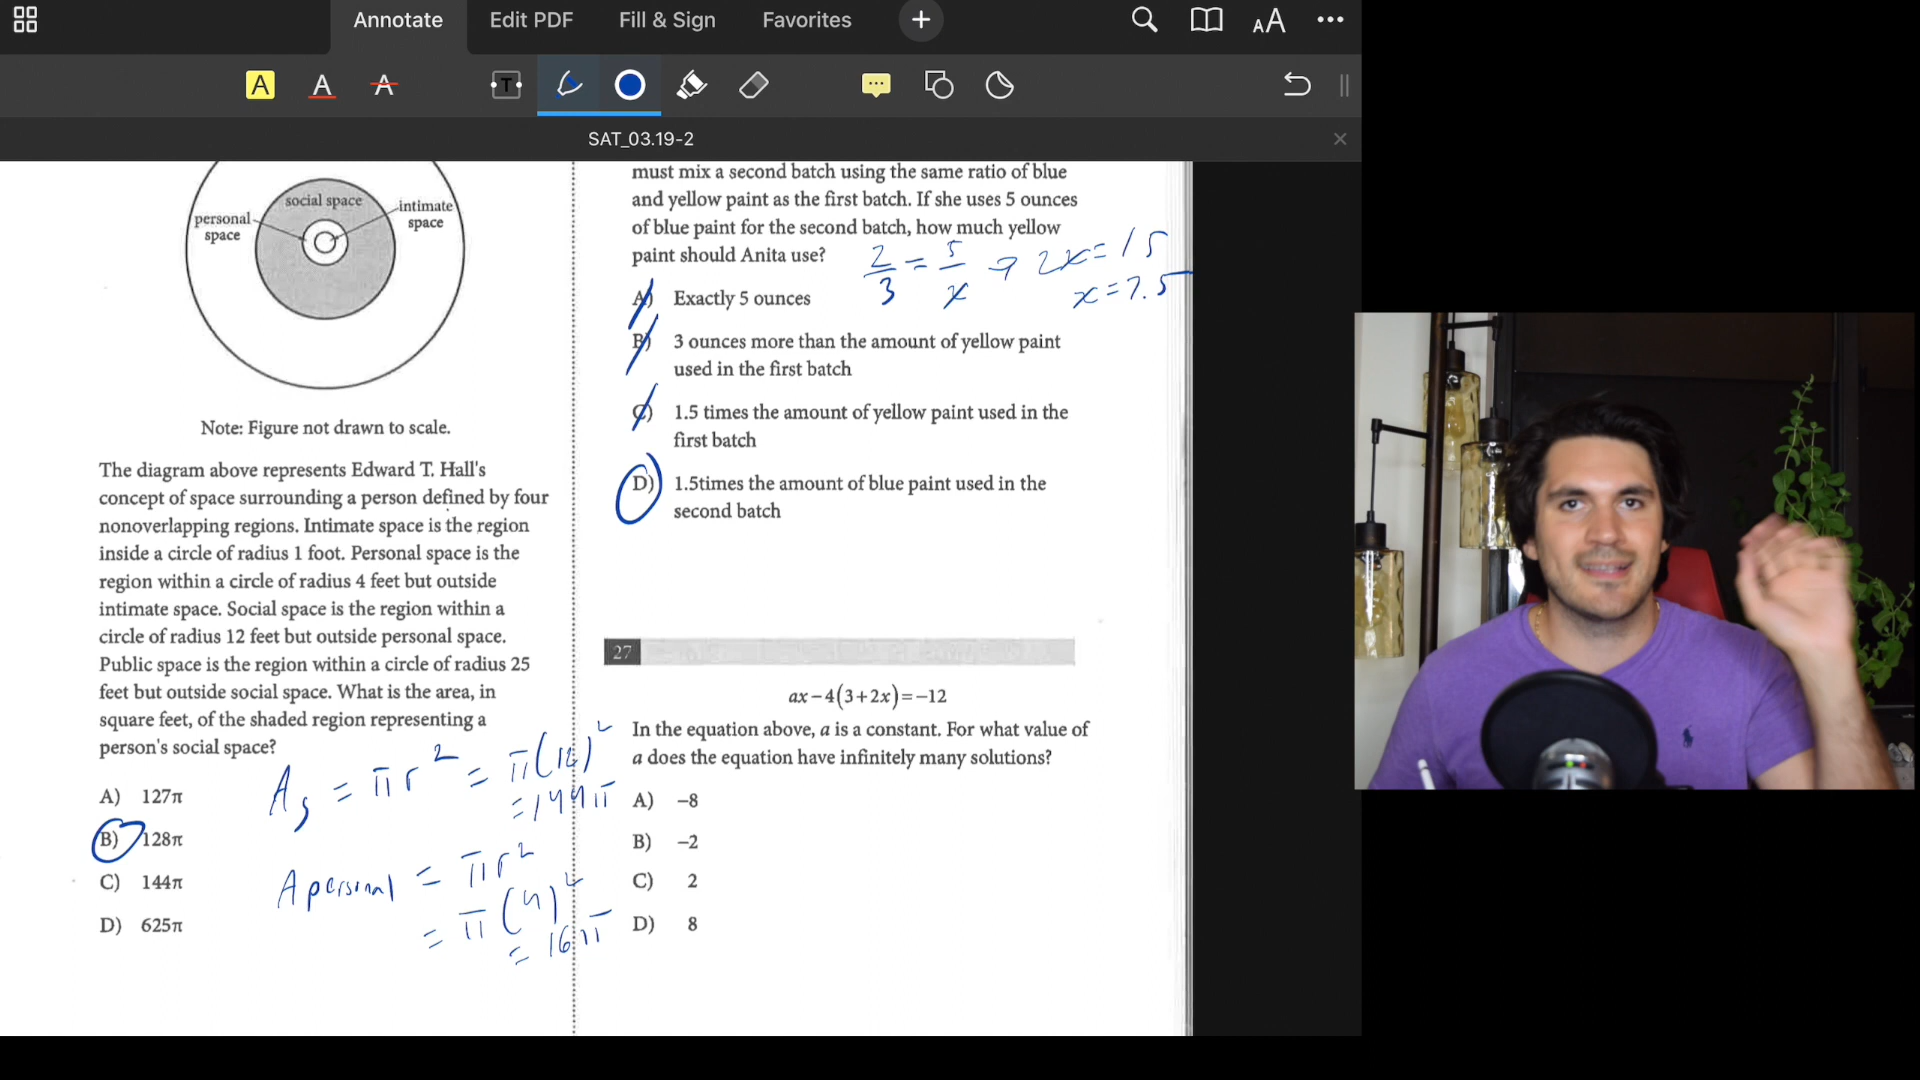 Annotate
Edit PDF
Fill & Sign
Favorites
+
AA
A
A
A
T
SAT_03.19-2
social space
personal
space
intimate
space
Note: Figure not drawn to scale.
The diagram above represents Edward T. Hall's
concept of space surrounding a person defined by four
nonoverlapping regions. Intimate space is the region
inside a circle of radius 1 foot. Personal space is the
region within a circle of radius 4 feet but outside
intimate space. Social space is the region within a
circle of radius 12 feet but outside personal space.
Public space is the region within a circle of radius 25
feet but outside social space. What is the area, in
square feet, of the shaded region representing a
person's social space?
A) 127π
B) 128π
C) 144π
D) 625π
As = πr² = π(12)²
= 144π
A personal = πr²
= π(4)²
= 16π
must mix a second batch using the same ratio of blue
and yellow paint as the first batch. If she uses 5 ounces
of blue paint for the second batch, how much yellow
paint should Anita use?
2/3 = 5/x → 2x = 15
x = 7.5
A) Exactly 5 ounces
B) 3 ounces more than the amount of yellow paint
used in the first batch
C) 1.5 times the amount of yellow paint used in the
first batch
D) 1.5times the amount of blue paint used in the
second batch
27
ax−4(3+2x)=−12
In the equation above, a is a constant. For what value of
a does the equation have infinitely many solutions?
A) −8
B) −2
C) 2
D) 8